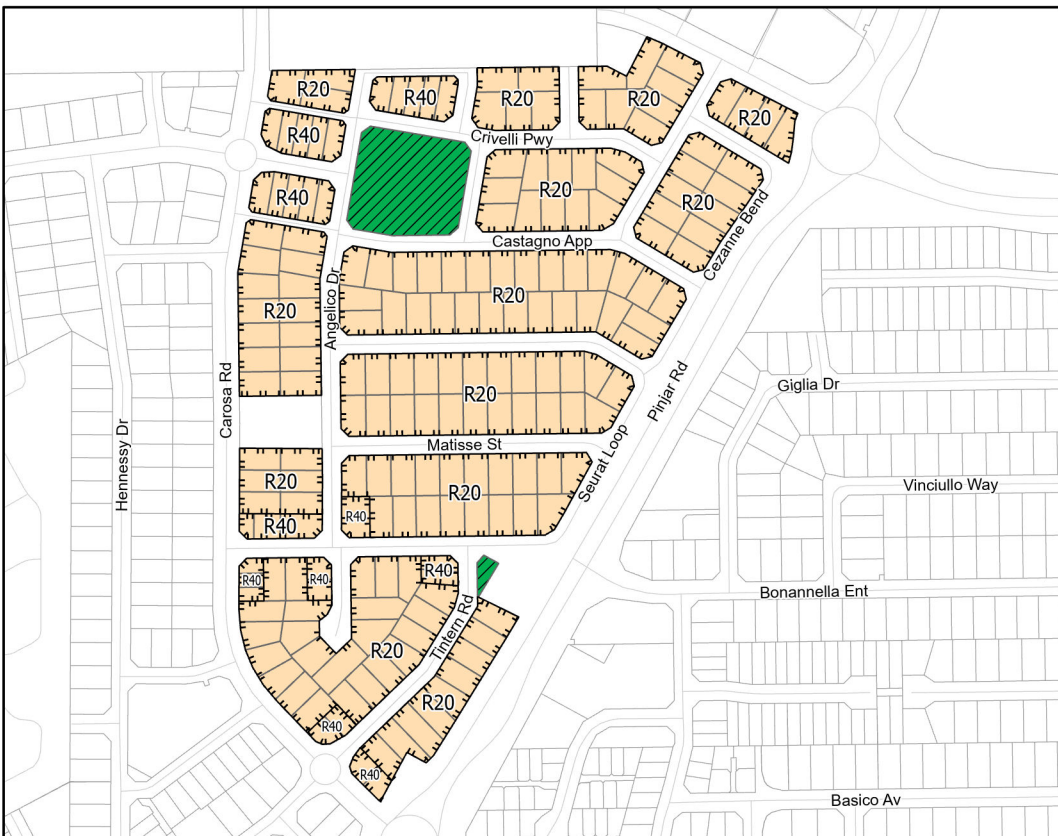 R20
R40
R20
R20
R20
R40
Crivelli Pwy
R20
R40
R20
Cezanne Bend
Castagno App
R20
Angelico Dr
R20
Carosa Rd
Pinjar Rd
Giglia Dr
R20
Hennessy Dr
Matisse St
Seurat Loop
R20
R20
Vinciullo Way
R40
R40
R40
R40
R40
Bonannella Ent
Tintern Rd
R20
R20
R40
R40
Basico Av